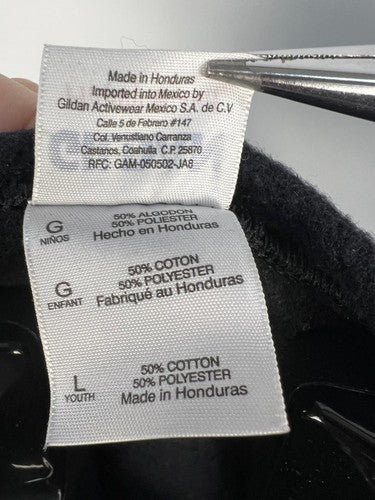 Made in Honduras
Imported into Mexico by
Gildan Activewear Mexico S.A. de C.V
Calle 5 de Febrero #147
Col. Venustiano Carranza
Castanos, Coahuila C.P. 25870
RFC: GAM-050502-JA8
G
NIÑOS
50% ALGODON
50% POLIESTER
Hecho en Honduras
G
ENFANT
50% COTON
50% POLYESTER
Fabriqué au Honduras
L
YOUTH
50% COTTON
50% POLYESTER
Made in Honduras